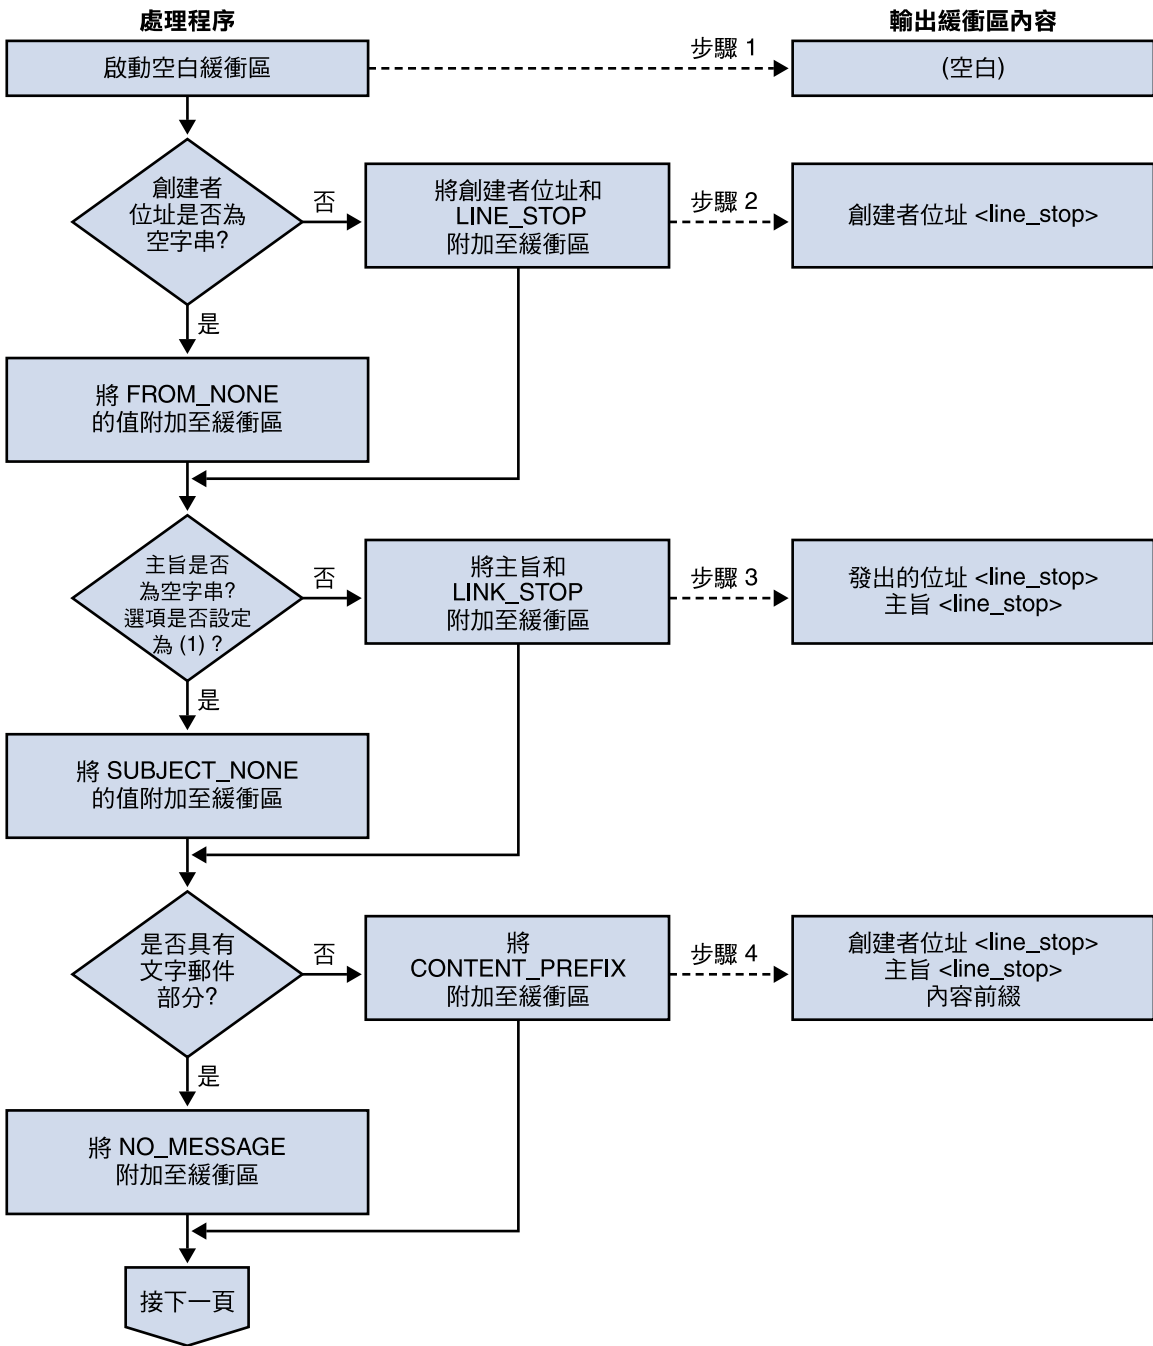 處理程序
輸出緩衝區內容
啟動空白緩衝區
步驟 1
(空白)
創建者
位址是否為
空字串?
否
將創建者位址和
LINE_STOP
附加至緩衝區
步驟 2
創建者位址 <line_stop>
是
將 FROM_NONE
的值附加至緩衝區
主旨是否
為空字串?
選項是否設定
為 (1) ?
否
將主旨和
LINK_STOP
附加至緩衝區
步驟 3
發出的位址 <line_stop>
主旨 <line_stop>
是
將 SUBJECT_NONE
的值附加至緩衝區
是否具有
文字郵件
部分?
否
將
CONTENT_PREFIX
附加至緩衝區
步驟 4
創建者位址 <line_stop>
主旨 <line_stop>
內容前綴
是
將 NO_MESSAGE
附加至緩衝區
接下一頁